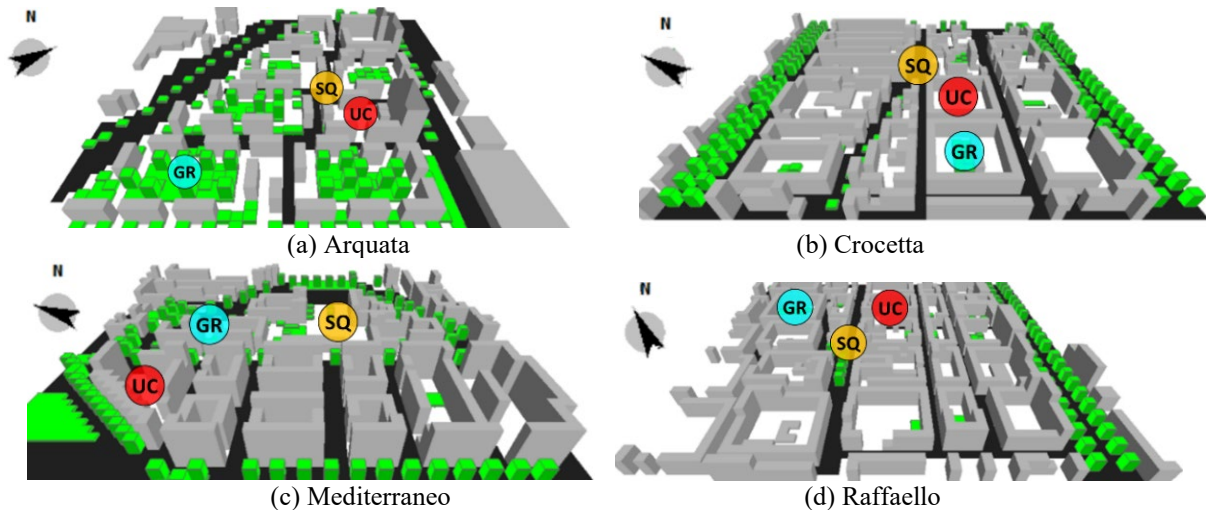 N
SQ
UC
GR
(a) Arquata
N
SQ
UC
GR
(b) Crocetta
N
GR
SQ
UC
(c) Mediterraneo
N
GR
UC
SQ
(d) Raffaello